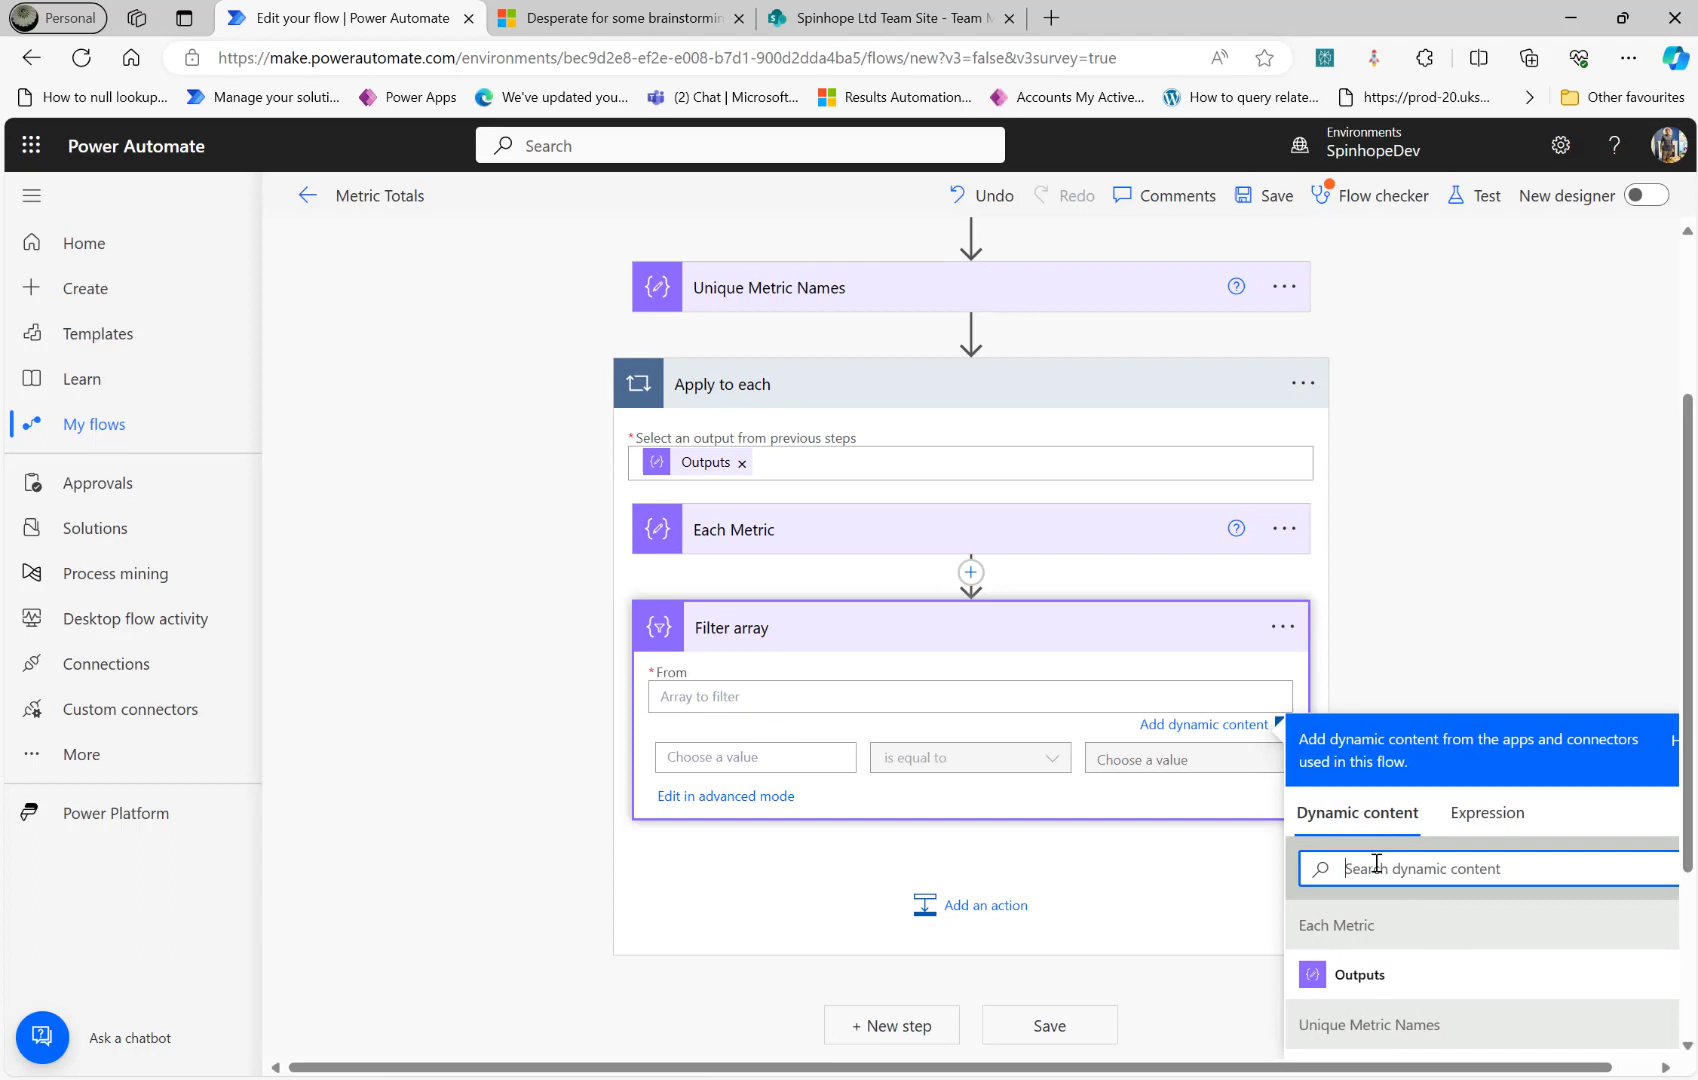 Personal
Edit your flow | Power Automate
Desperate for some brainstormin
Spinhope Ltd Team Site - Team M
https://make.powerautomate.com/environments/bec9d2e8-ef2e-e008-b7d1-900d2dda4ba5/flows/new?v3=false&v3survey=true
How to null lookup...
Manage your soluti...
Power Apps
We've updated you...
(2) Chat | Microsoft...
Results Automation...
Accounts My Active...
How to query relate...
https://prod-20.uks...
Other favourites
Power Automate
Search
Environments
SpinhopeDev
Metric Totals
Undo
Redo
Comments
Save
Flow checker
Test
New designer
Home
Create
Templates
Learn
My flows
Approvals
Solutions
Process mining
Desktop flow activity
Connections
Custom connectors
More
Power Platform
Ask a chatbot
Unique Metric Names
Apply to each
* Select an output from previous steps
Outputs
Each Metric
Filter array
* From
Array to filter
Add dynamic content
Choose a value
is equal to
Choose a value
Edit in advanced mode
Add an action
+ New step
Save
Add dynamic content from the apps and connectors
used in this flow.
H
Dynamic content
Expression
Search dynamic content
Each Metric
Outputs
Unique Metric Names